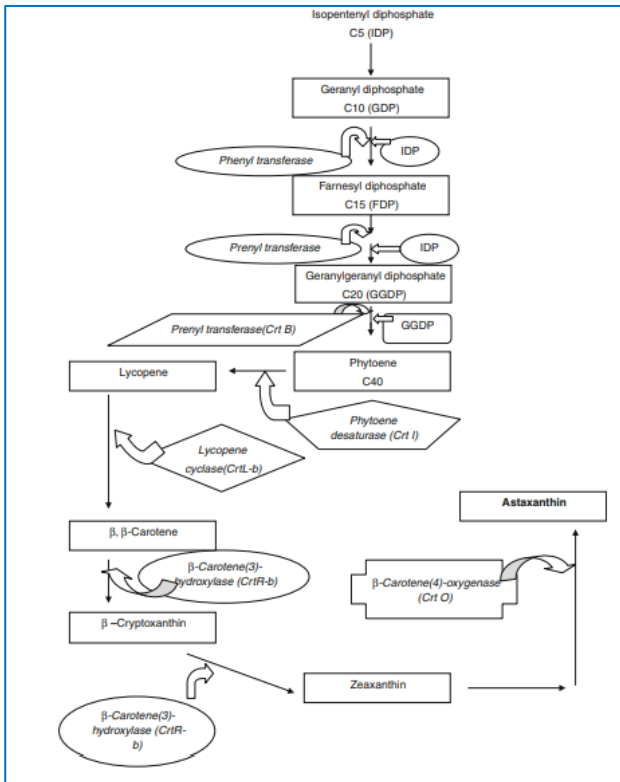 Isopentenyl diphosphate
C5 (IDP)
Geranyl diphosphate
C10 (GDP)
Phenyl transferase
IDP
Farnesyl diphosphate
C15 (FDP)
Prenyl transferase
IDP
Geranylgeranyl diphosphate
C20 (GGDP)
Prenyl transferase(Crt B)
GGDP
Lycopene
Phytoene
C40
Phytoene
desaturase (Crt I)
Lycopene
cyclase(CrtL-b)
Astaxanthin
β, β-Carotene
β-Carotene(3)-
hydroxylase (CrtR-b)
β-Carotene(4)-oxygenase
(Crt O)
β –Cryptoxanthin
Zeaxanthin
β-Carotene(3)-
hydroxylase (CrtR-
b)